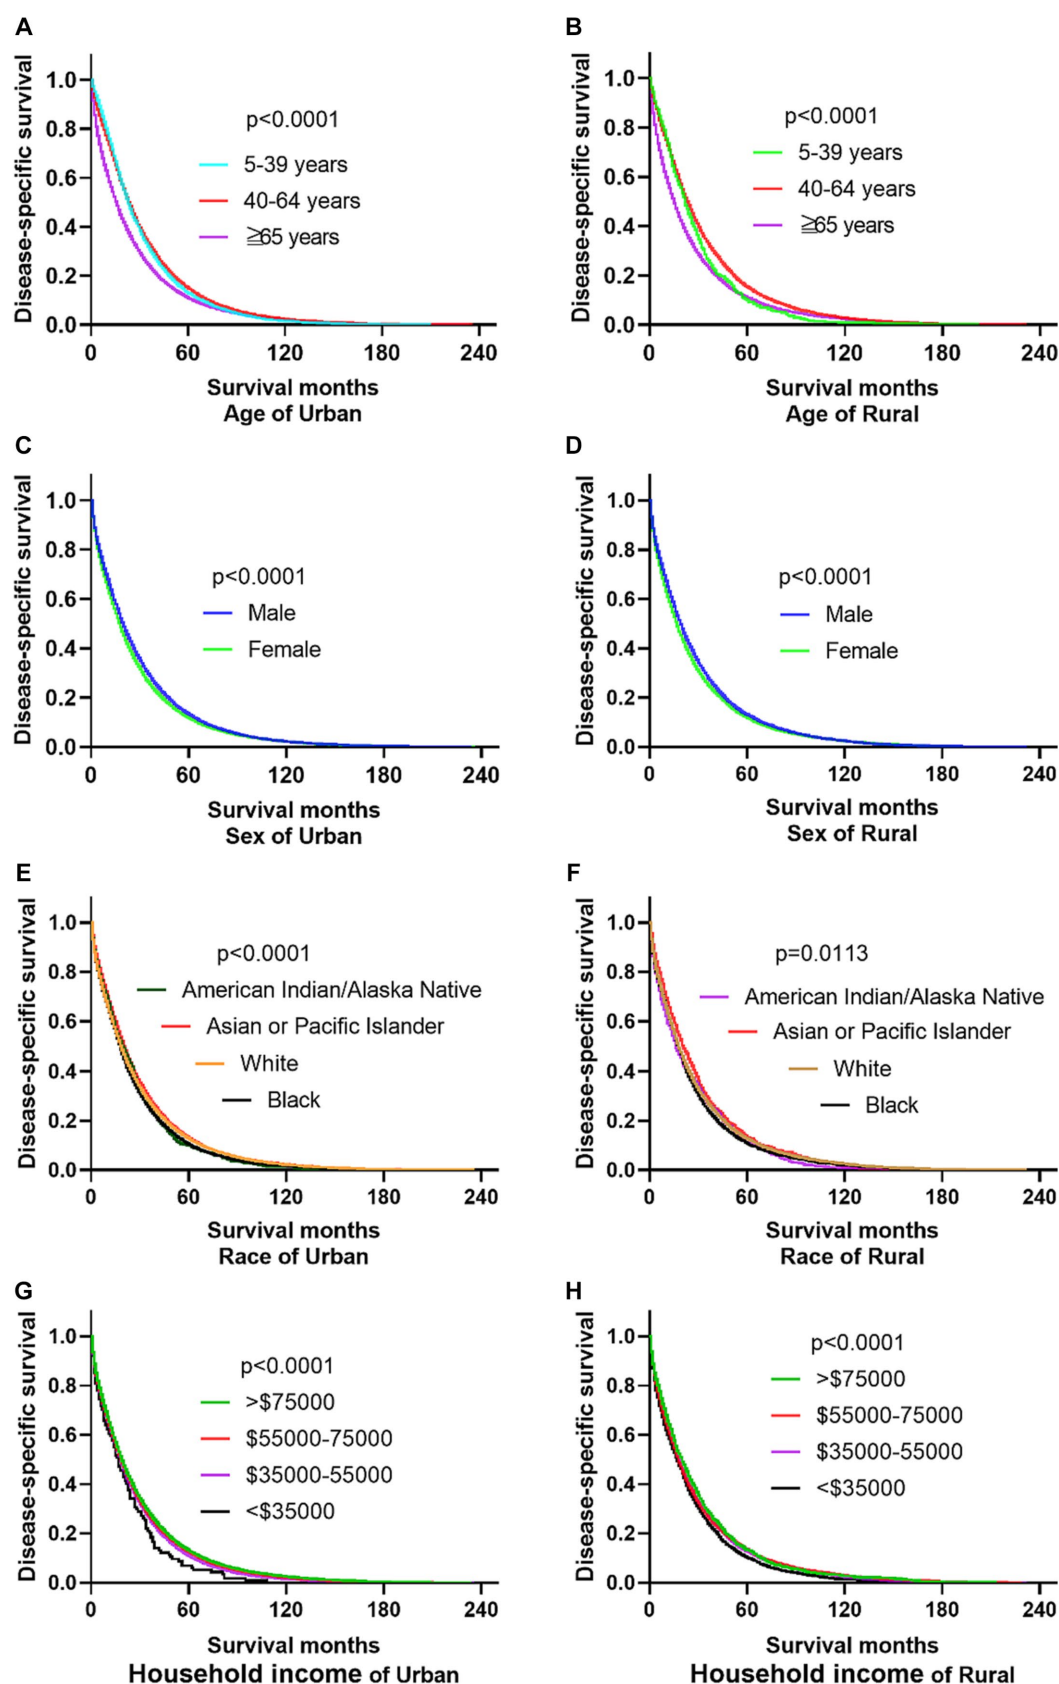 A
Disease-specific survival
1.0
0.8
0.6
0.4
0.2
0.0
p<0.0001
5-39 years
40-64 years
≧65 years
0 60 120 180 240
Survival months
Age of Urban
B
Disease-specific survival
1.0
0.8
0.6
0.4
0.2
0.0
p<0.0001
5-39 years
40-64 years
≧65 years
0 60 120 180 240
Survival months
Age of Rural
C
Disease-specific survival
1.0
0.8
0.6
0.4
0.2
0.0
p<0.0001
Male
Female
0 60 120 180 240
Survival months
Sex of Urban
D
Disease-specific survival
1.0
0.8
0.6
0.4
0.2
0.0
p<0.0001
Male
Female
0 60 120 180 240
Survival months
Sex of Rural
E
Disease-specific survival
1.0
0.8
0.6
0.4
0.2
0.0
p<0.0001
American Indian/Alaska Native
Asian or Pacific Islander
White
Black
0 60 120 180 240
Survival months
Race of Urban
F
Disease-specific survival
1.0
0.8
0.6
0.4
0.2
0.0
p=0.0113
American Indian/Alaska Native
Asian or Pacific Islander
White
Black
0 60 120 180 240
Survival months
Race of Rural
G
Disease-specific survival
1.0
0.8
0.6
0.4
0.2
0.0
p<0.0001
>$75000
$55000-75000
$35000-55000
<$35000
0 60 120 180 240
Survival months
Household income of Urban
H
Disease-specific survival
1.0
0.8
0.6
0.4
0.2
0.0
p<0.0001
>$75000
$55000-75000
$35000-55000
<$35000
0 60 120 180 240
Survival months
Household income of Rural